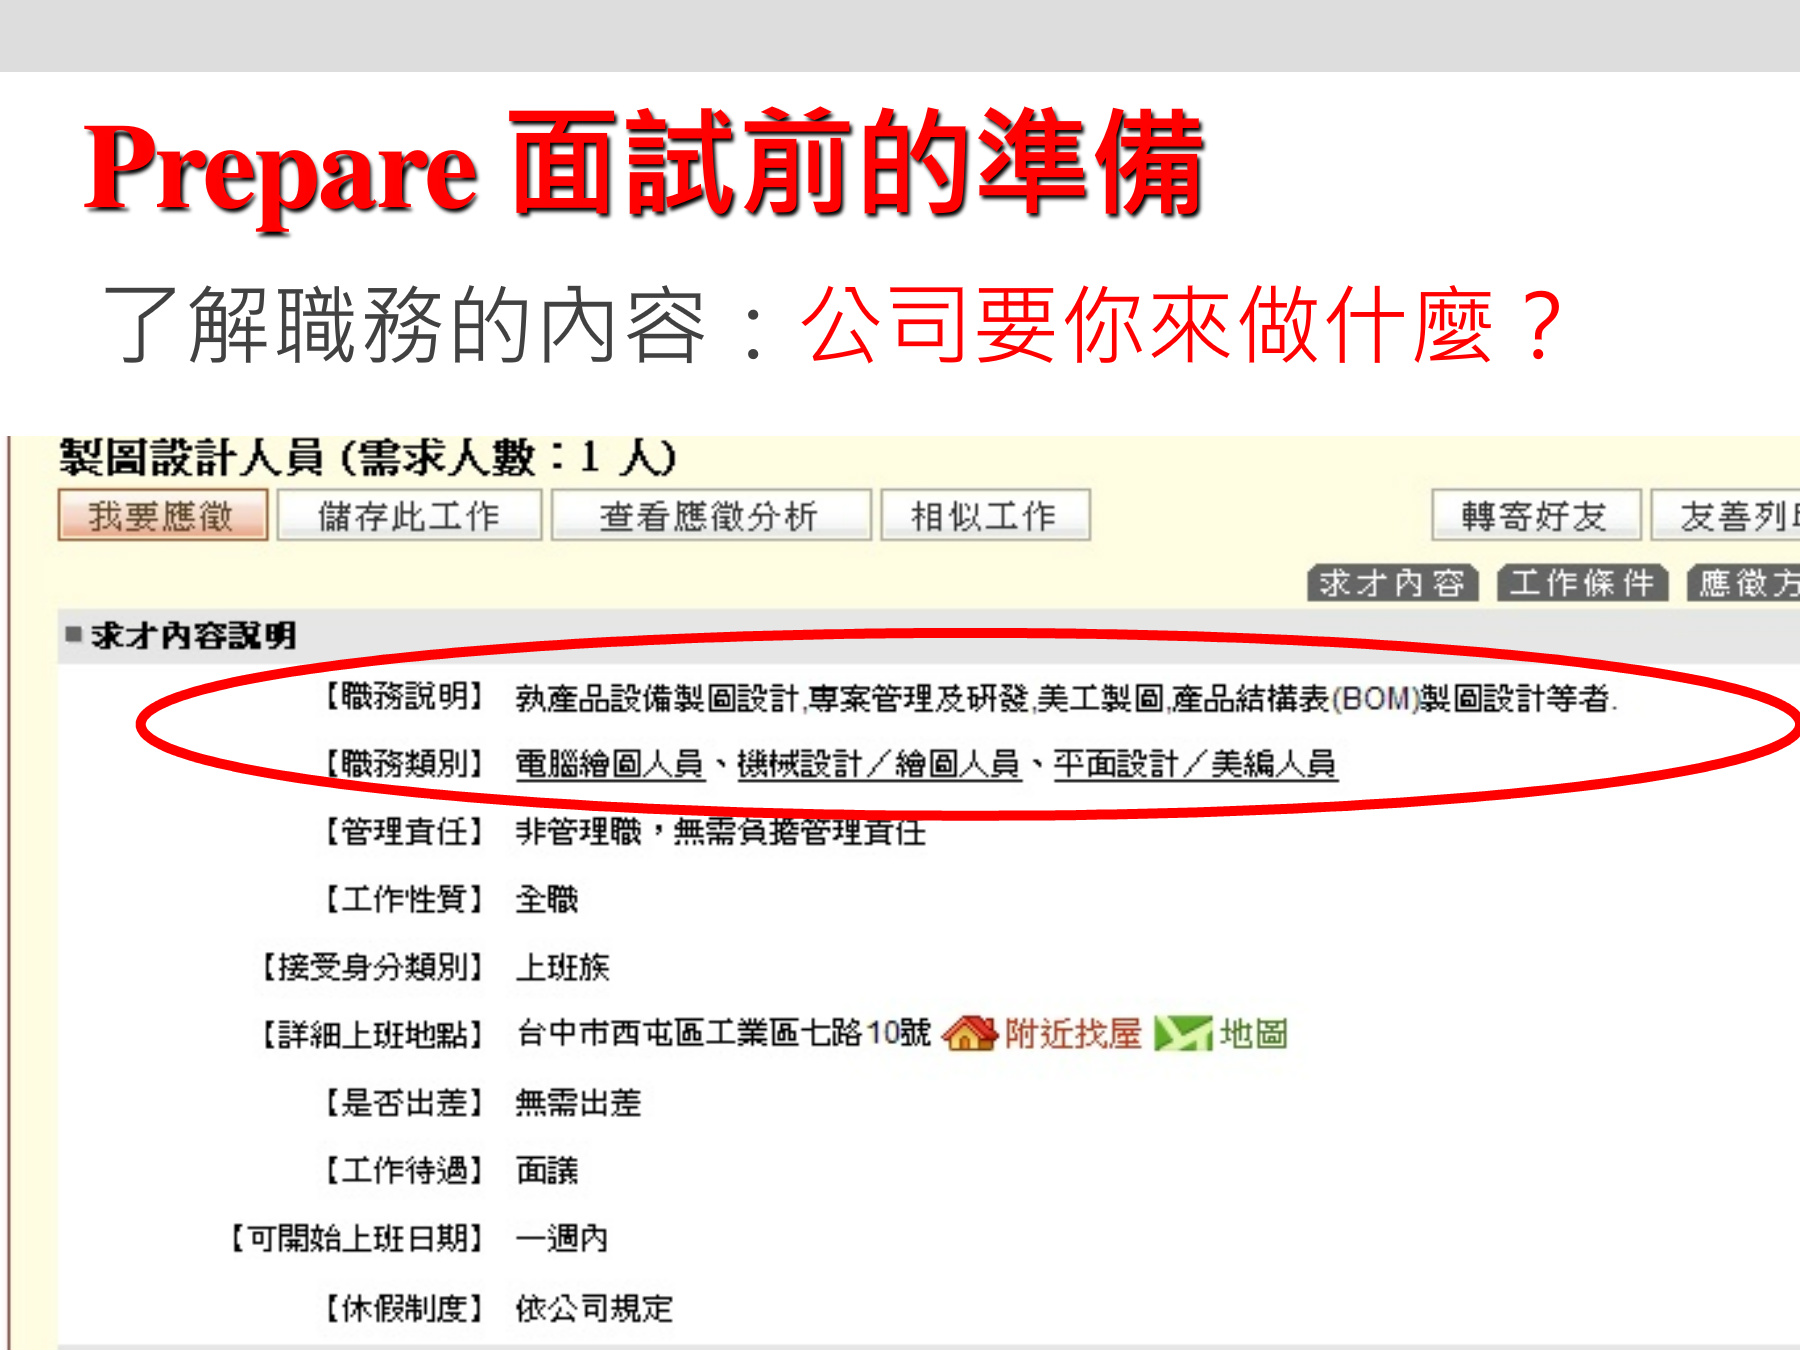 Prepare 面試前的準備
了解職務的內容：公司要你來做什麼？
製圖設計人員 (需求人數：1 人)
我要應徵 儲存此工作 查看應徵分析 相似工作 轉寄好友 友善列
求才內容 工作條件 應徵方
求才內容說明
【職務說明】 孰產品設備製圖設計,專案管理及研發,美工製圖,產品結構表(BOM)製圖設計等者.
【職務類別】 電腦繪圖人員、機械設計／繪圖人員、平面設計／美編人員
【管理責任】 非管理職，無需負擔管理責任
【工作性質】 全職
【接受身分類別】 上班族
【詳細上班地點】 台中市西屯區工業區七路10號 附近找屋 地圖
【是否出差】 無需出差
【工作待遇】 面議
【可開始上班日期】 一週內
【休假制度】 依公司規定